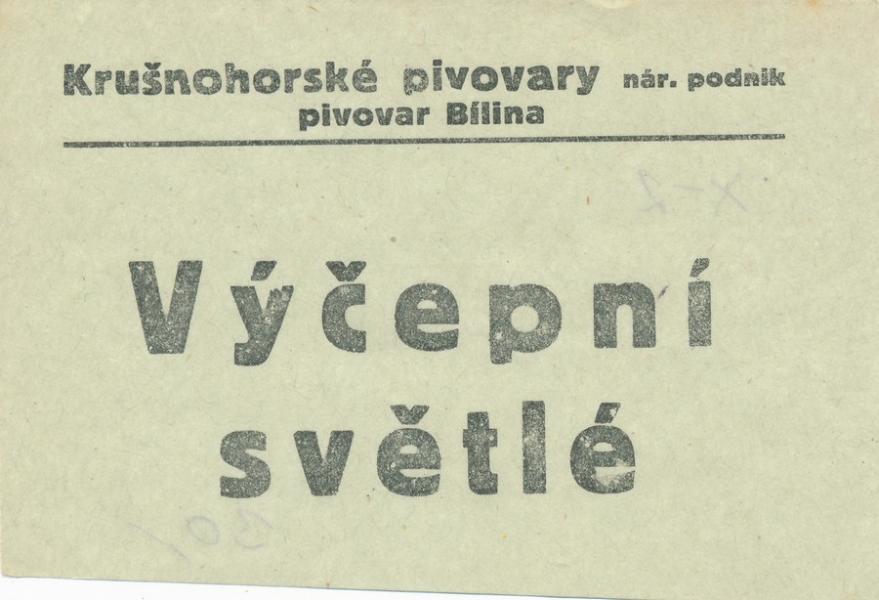 Krušnohorské pivovary nár. podnik
pivovar Bílina
Výčepní
světlé